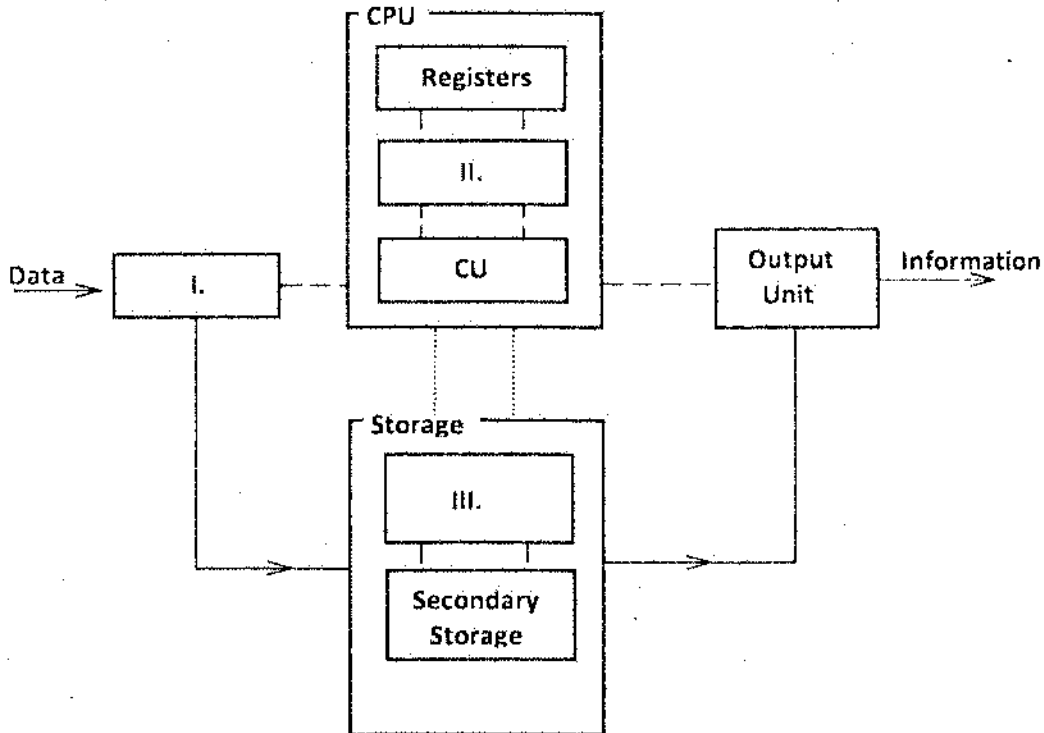 CPU
Registers
II.
CU
Data
I.
Output
Unit
Information
Storage
III.
Secondary
Storage